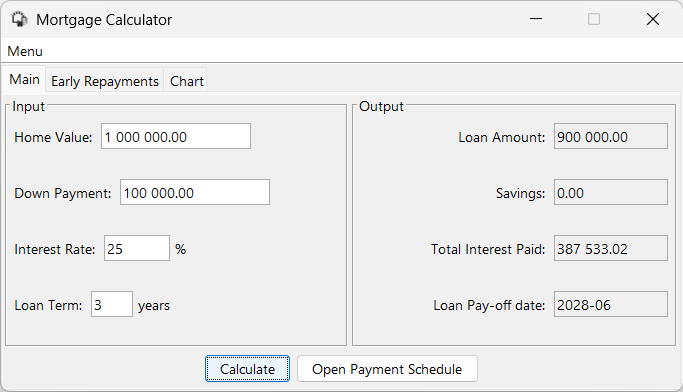 Mortgage Calculator
Menu
Main Early Repayments Chart
Input
Home Value: 1 000 000.00
Down Payment: 100 000.00
Interest Rate: 25 %
Loan Term: 3 years
Output
Loan Amount: 900 000.00
Savings: 0.00
Total Interest Paid: 387 533.02
Loan Pay-off date: 2028-06
Calculate Open Payment Schedule